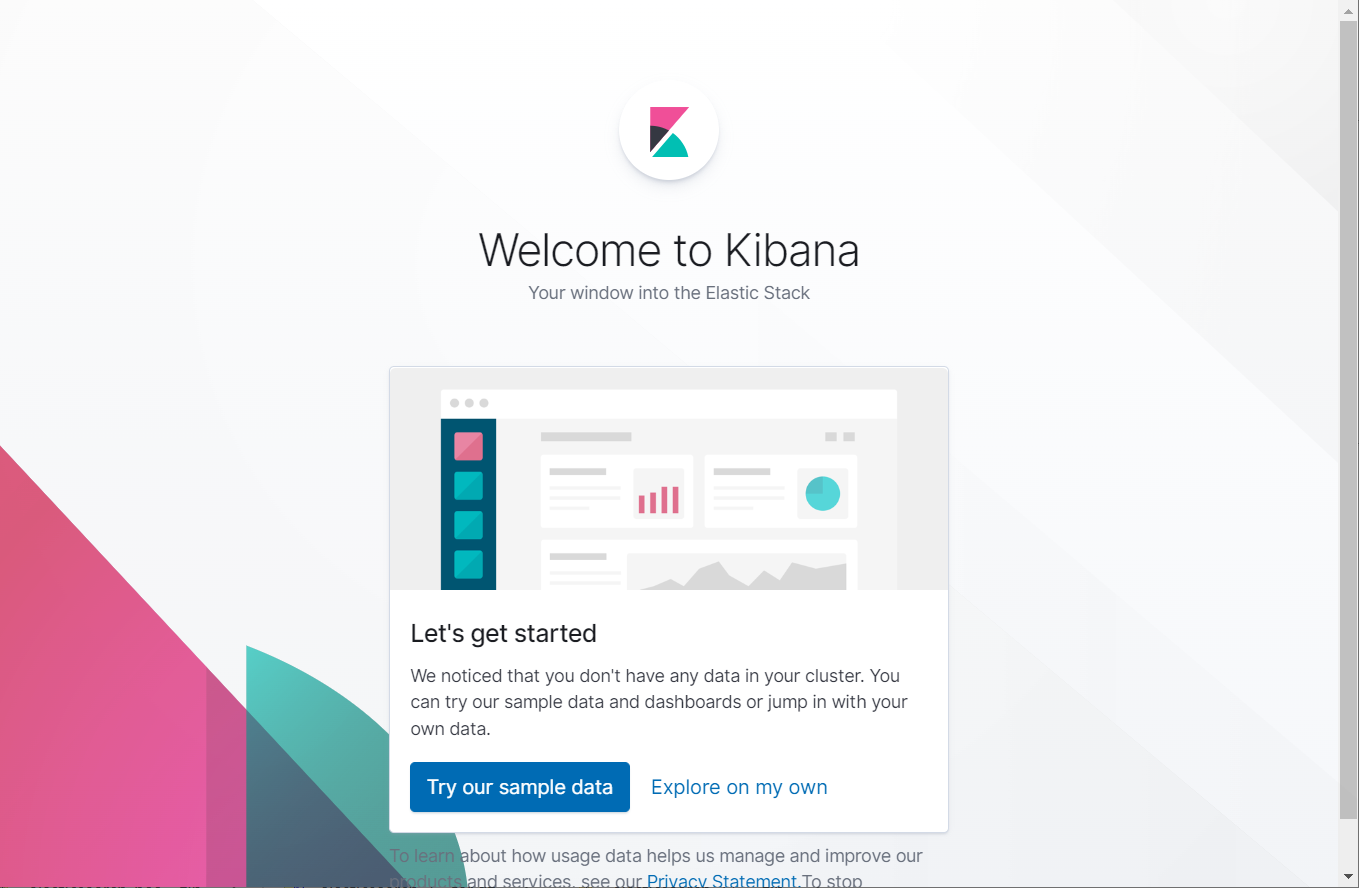 Welcome to Kibana
Your window into the Elastic Stack
Let's get started
We noticed that you don't have any data in your cluster. You
can try our sample data and dashboards or jump in with your
own data.
Try our sample data
Explore on my own
To learn about how usage data helps us manage and improve our
products and services, see our Privacy Statement.To stop